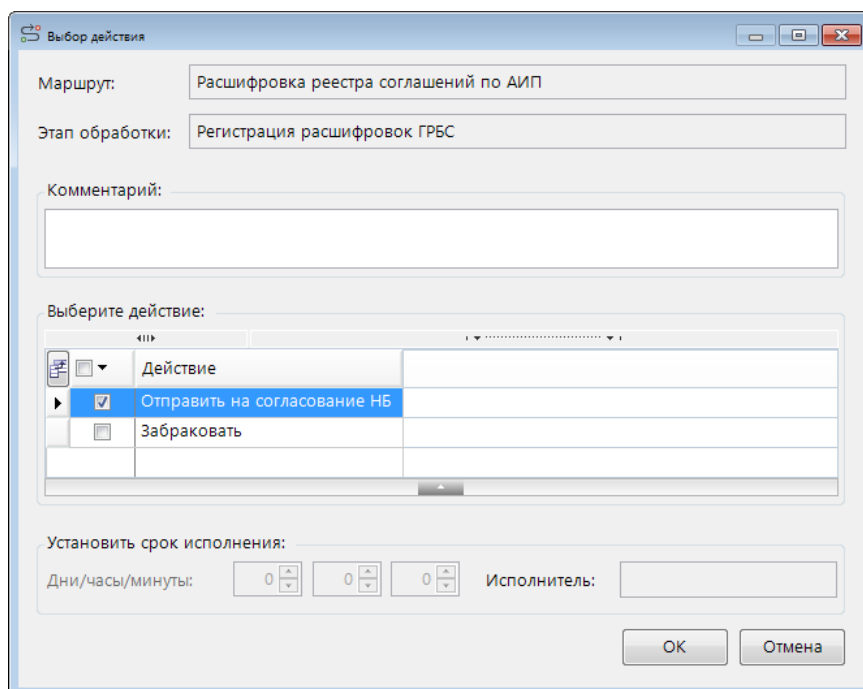 Выбор действия
Маршрут: Расшифровка реестра соглашений по АИП
Этап обработки: Регистрация расшифровок ГРБС
Комментарий:
Выберите действие:
Действие
Отправить на согласование НБ
Забраковать
Установить срок исполнения:
Дни/часы/минуты: 0 0 0 Исполнитель:
ОК Отмена